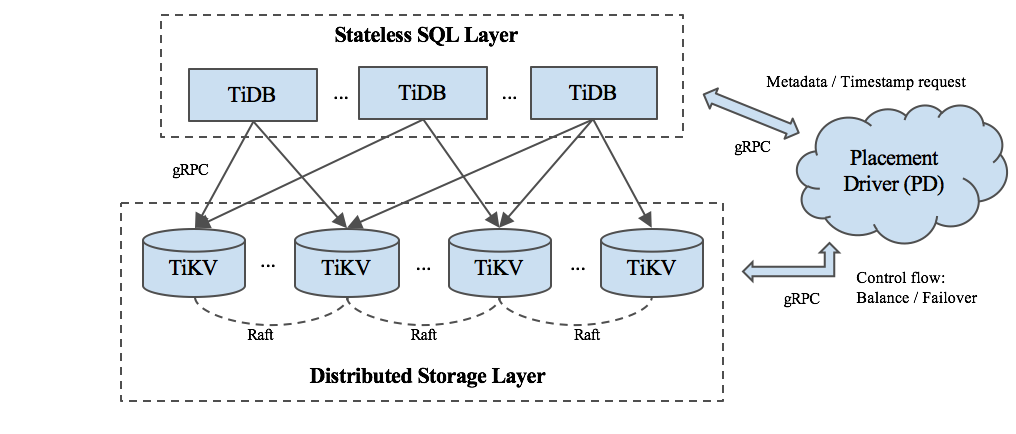 Stateless SQL Layer
TiDB ... TiDB ... TiDB
Metadata / Timestamp request
gRPC
gRPC
Placement
Driver (PD)
TiKV ... TiKV ... TiKV ... TiKV
gRPC
Control flow:
Balance / Failover
Raft Raft Raft
Distributed Storage Layer